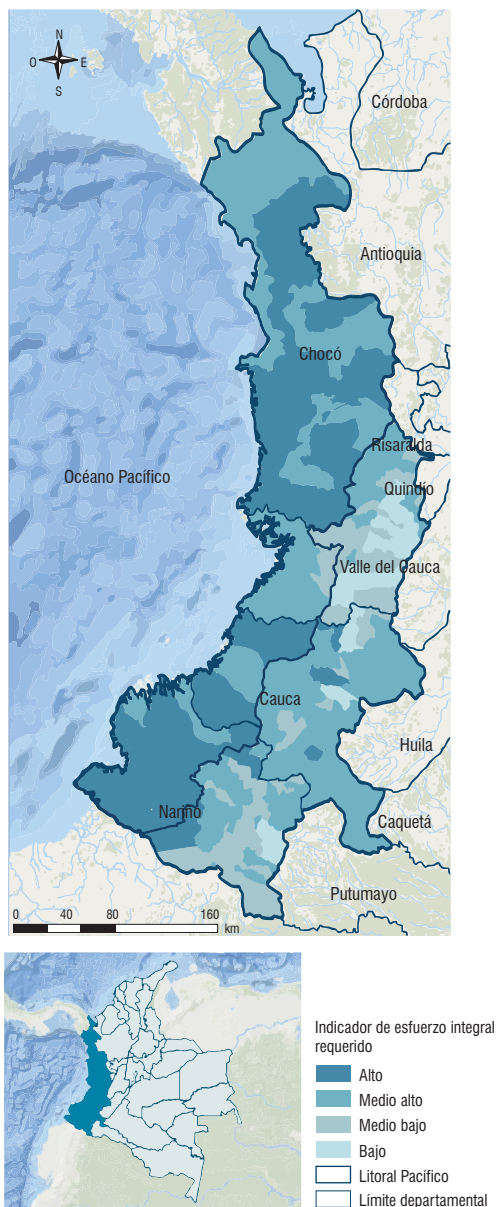 N
O E
S
Córdoba
Antioquia
Chocó
Risaralda
Océano Pacífico
Quindío
Valle del Cauca
Cauca
Huila
Nariño
Caquetá
Putumayo
0 40 80 160
km
Indicador de esfuerzo integral
requerido
Alto
Medio alto
Medio bajo
Bajo
Litoral Pacífico
Límite departamental